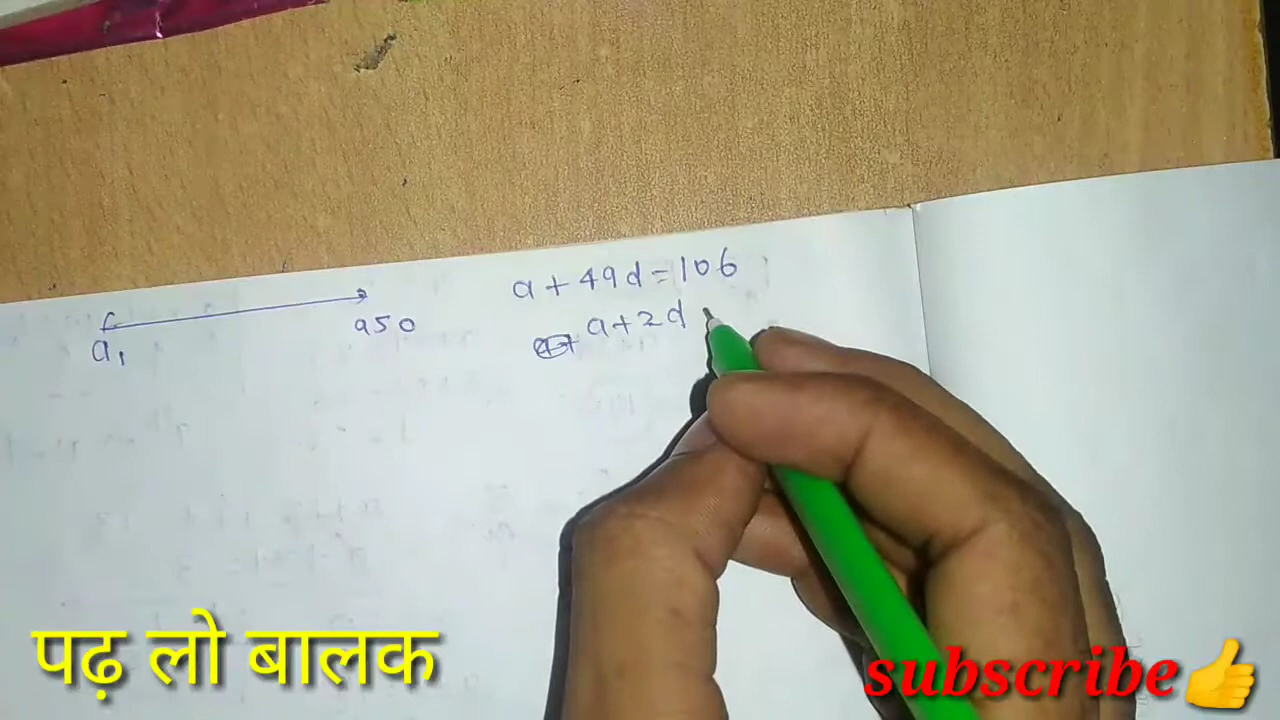 a + 49d = 106
a1 a50
a + 2d
पढ़ लो बालक
subscribe